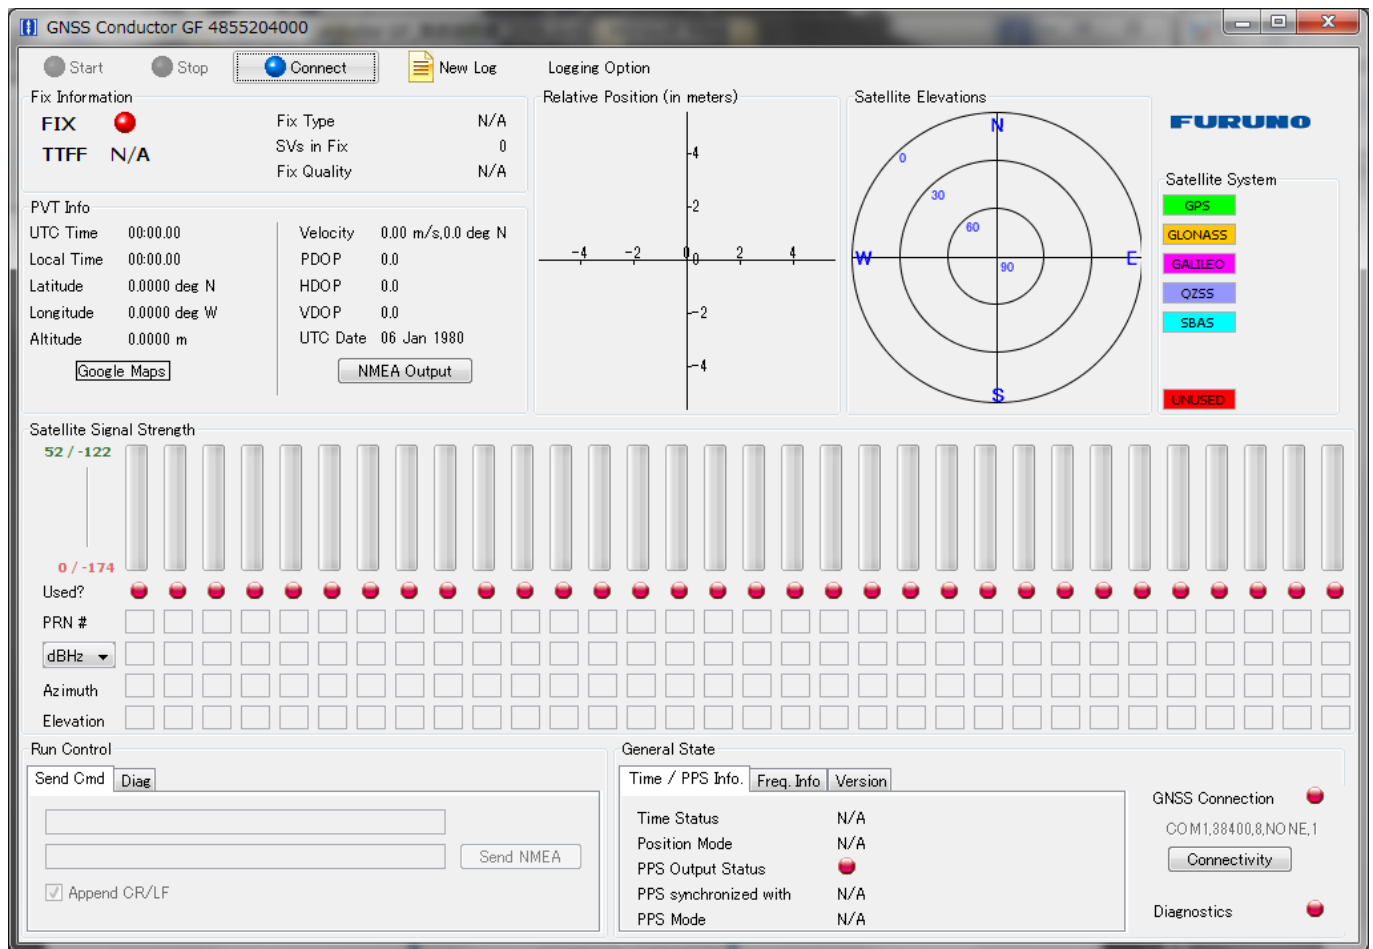 GNSS Conductor GF 4855204000
Start Stop Connect New Log Logging Option
Fix Information
FIX
TTFF N/A
Fix Type N/A
SVs in Fix 0
Fix Quality N/A
PVT Info
UTC Time 00:00.00
Local Time 00:00.00
Latitude 0.0000 deg N
Longitude 0.0000 deg W
Altitude 0.0000 m
Google Maps
Velocity 0.00 m/s,0.0 deg N
PDOP 0.0
HDOP 0.0
VDOP 0.0
UTC Date 06 Jan 1980
NMEA Output
Relative Position (in meters)
4
2
-4 -2 0 0 2 4
-2
-4
Satellite Elevations
N
0
30
60
W 90 E
S
FURUNO
Satellite System
GPS
GLONASS
GALILEO
QZSS
SBAS
UNUSED
Satellite Signal Strength
52 / -122
0 / -174
Used?
PRN #
dBHz
Azimuth
Elevation
Run Control
Send Cmd Diag
Send NMEA
Append CR/LF
General State
Time / PPS Info. Freq. Info Version
Time Status N/A
Position Mode N/A
PPS Output Status
PPS synchronized with N/A
PPS Mode N/A
GNSS Connection
COM1,38400,8,NONE,1
Connectivity
Diagnostics